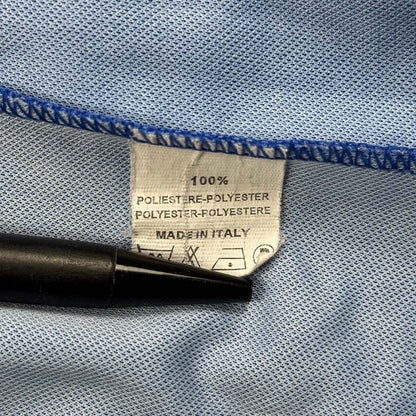 100%
POLIESTERE-POLYESTER
POLYESTER-POLYESTERE
MADE IN ITALY